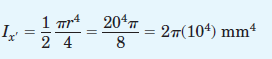 I_{x'} = \frac{1}{2} \frac{\pi r^4}{4} = \frac{20^4 \pi}{8} = 2\pi(10^4) mm^4